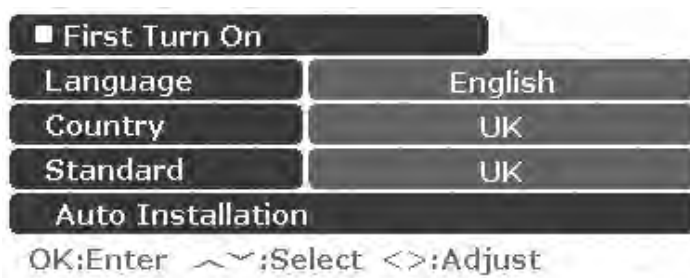 First Turn On
Language English
Country UK
Standard UK
Auto Installation
OK:Enter ︿﹀:Select <>:Adjust